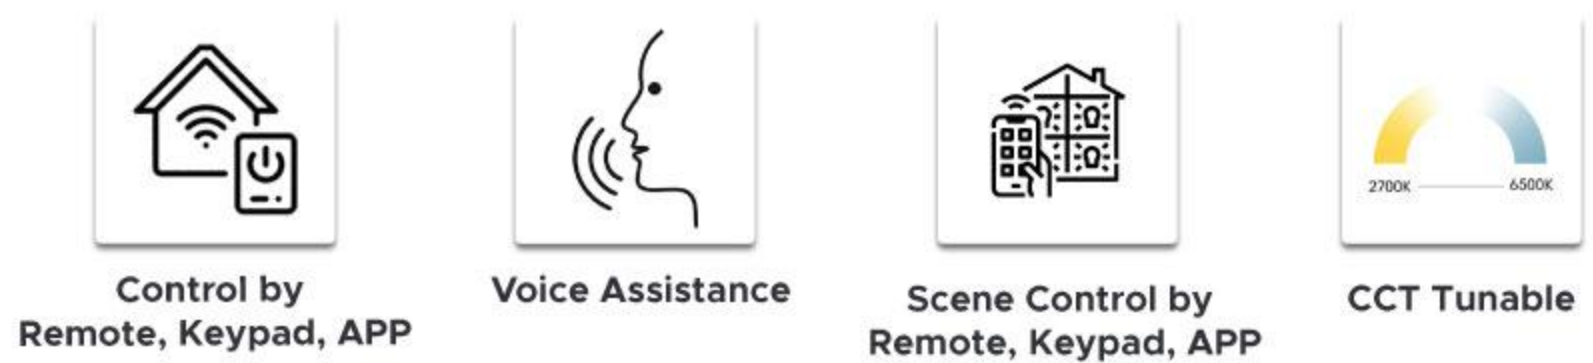 2700K
6500K
Control by
Remote, Keypad, APP
Voice Assistance
Scene Control by
Remote, Keypad, APP
CCT Tunable